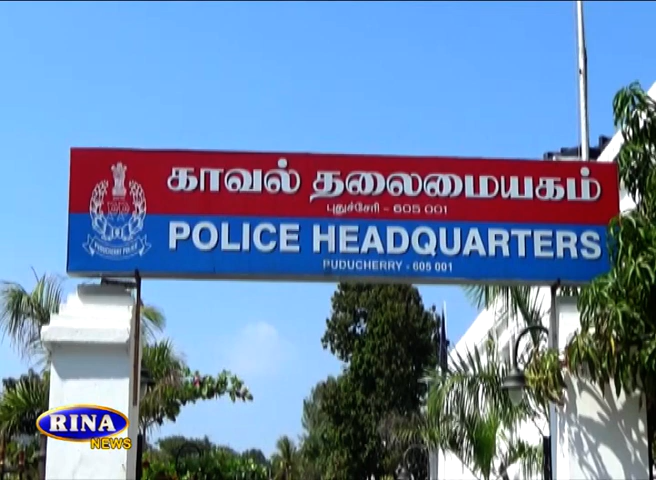 காவல் தலைமையகம்
புதுச்சேரி - 605 001
POLICE HEADQUARTERS
PUDUCHERRY - 605 001
RINA
NEWS